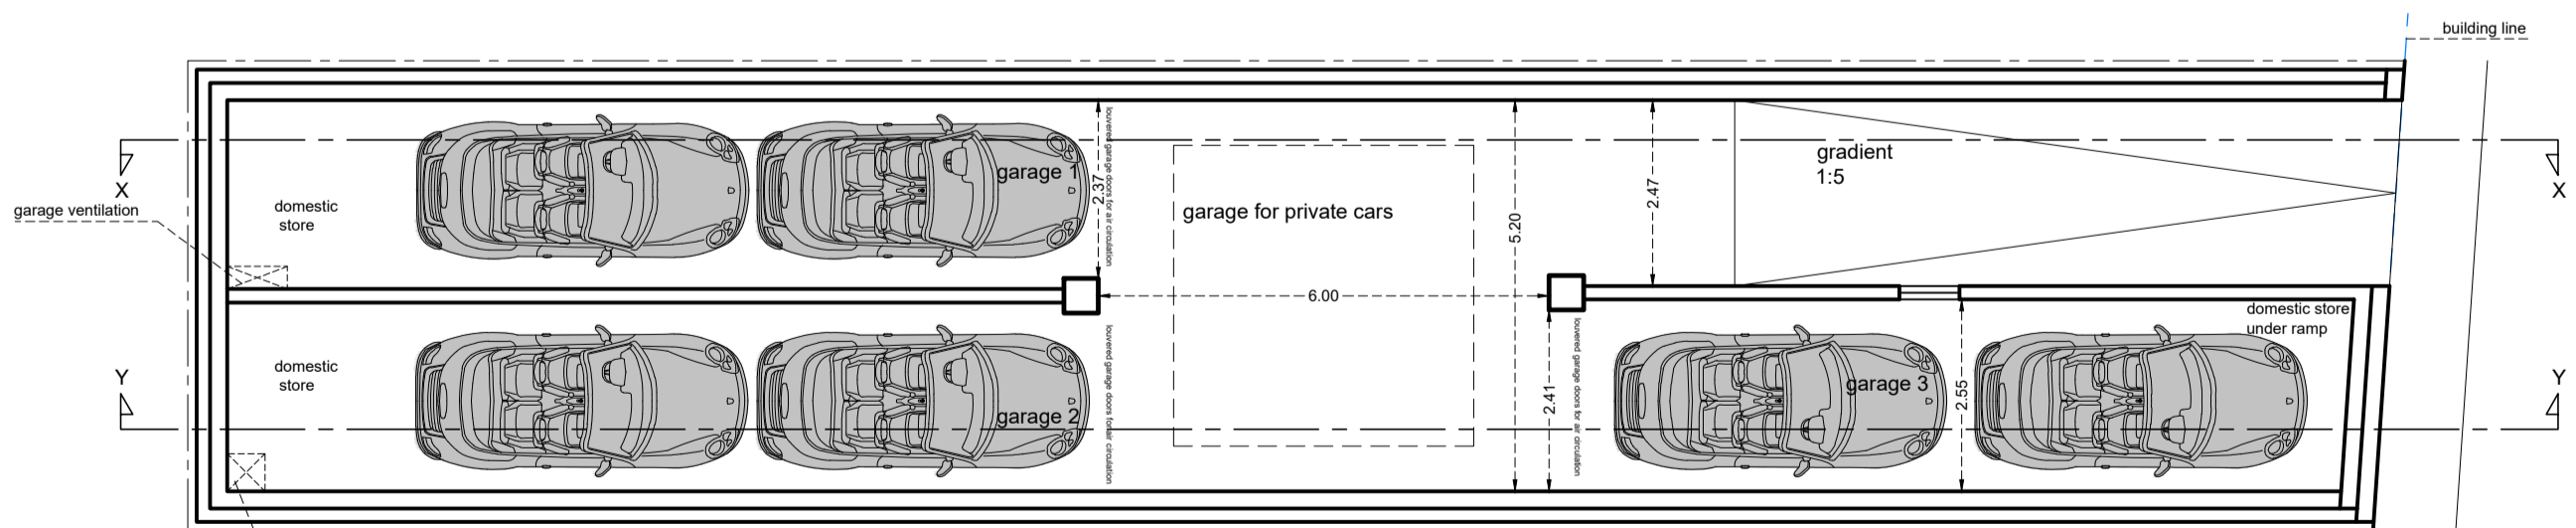 building line
X
garage ventilation
domestic
store
garage 1
2.37
louvered garage doors for air circulation
garage for private cars
5.20
2.47
gradient
1:5
X
6.00
Y
domestic
store
garage 2
louvered garage doors for air circulation
2.41
louvered garage doors for air circulation
garage 3
2.55
domestic store
under ramp
Y